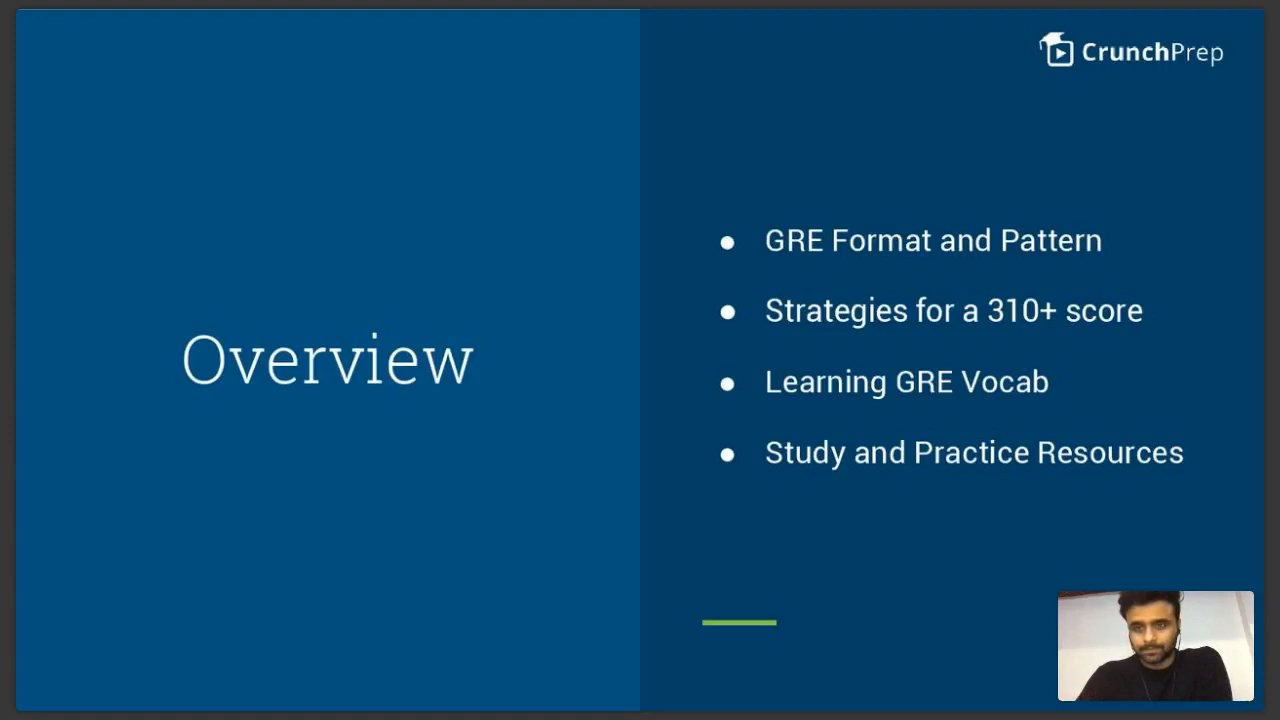 CrunchPrep
Overview
● GRE Format and Pattern
● Strategies for a 310+ score
● Learning GRE Vocab
● Study and Practice Resources